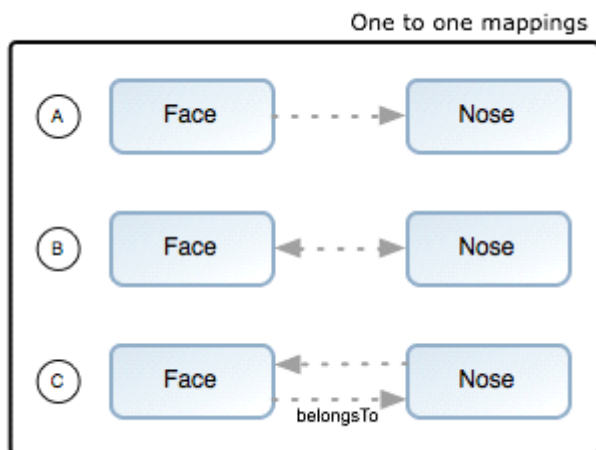 One to one mappings
A Face Nose
B Face Nose
C Face Nose
belongsTo